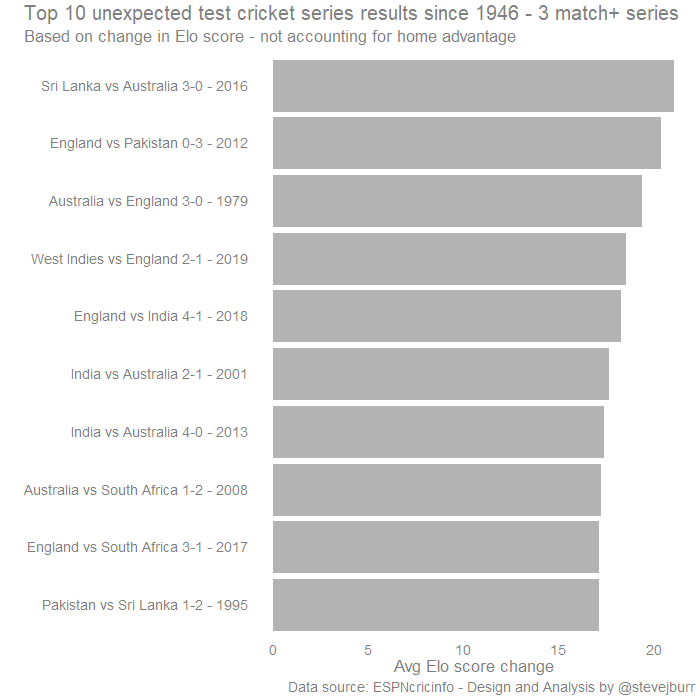 Top 10 unexpected test cricket series results since 1946 - 3 match+ series
Based on change in Elo score - not accounting for home advantage
Sri Lanka vs Australia 3-0 - 2016
England vs Pakistan 0-3 - 2012
Australia vs England 3-0 - 1979
West Indies vs England 2-1 - 2019
England vs India 4-1 - 2018
India vs Australia 2-1 - 2001
India vs Australia 4-0 - 2013
Australia vs South Africa 1-2 - 2008
England vs South Africa 3-1 - 2017
Pakistan vs Sri Lanka 1-2 - 1995
0 5 10 15 20
Avg Elo score change
Data source: ESPNcricinfo - Design and Analysis by @stevejburr